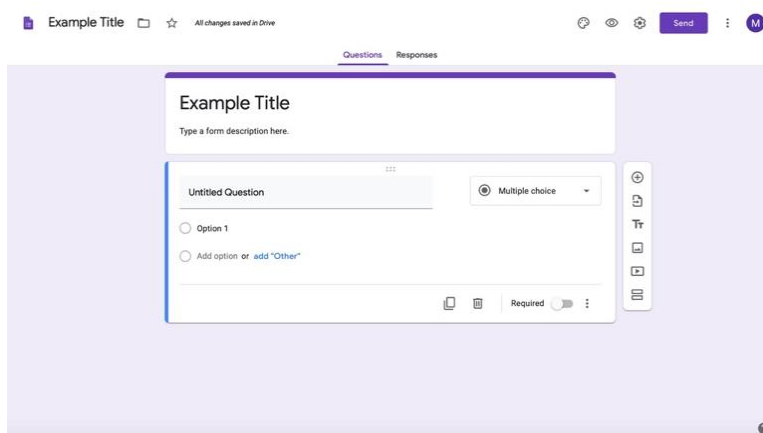 Example Title
All changes saved in Drive
Send
M
Questions Responses
Example Title
Type a form description here.
Untitled Question
Multiple choice
Option 1
Add option or add "Other"
Required
Tт